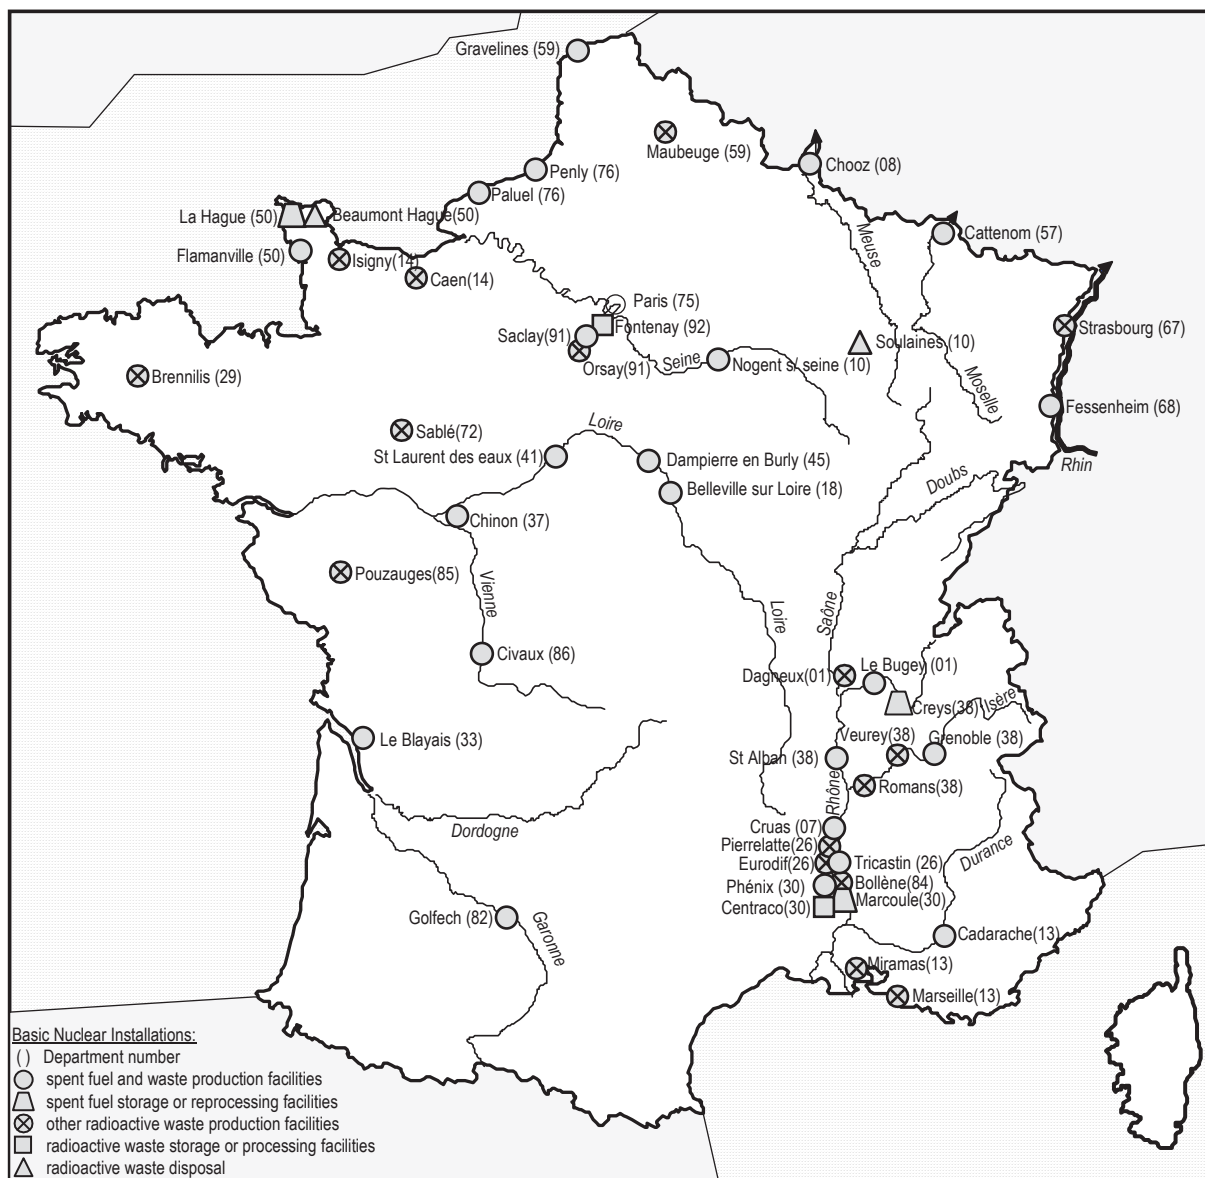 Gravelines (59)
Maubeuge (59)
Chooz (08)
Penly (76)
Paluel (76)
La Hague (50)
Beaumont Hague(50)
Cattenom (57)
Meuse
Flamanville (50)
Isigny(14)
Caen(14)
Paris (75)
Fontenay (92)
Strasbourg (67)
Saclay(91)
Soulaines (10)
Orsay(91)
Seine
Nogent s/ seine (10)
Brennilis (29)
Moselle
Fessenheim (68)
Sablé(72)
Loire
St Laurent des eaux (41)
Dampierre en Burly (45)
Rhin
Doubs
Belleville sur Loire (18)
Chinon (37)
Pouzauges(85)
Vienne
Loire
Saône
Civaux (86)
Le Bugey (01)
Dagneux(01)
Creys(38)
Isère
Le Blayais (33)
Veurey(38)
Grenoble (38)
St Alban (38)
Romans(38)
Rhône
Dordogne
Cruas (07)
Pierrelatte(26)
Durance
Eurodif(26)
Tricastin (26)
Phénix (30)
Bollène(84)
Marcoule(30)
Centraco(30)
Golfech (82)
Garonne
Cadarache(13)
Miramas(13)
Marseille(13)
Basic Nuclear Installations:
( ) Department number
spent fuel and waste production facilities
spent fuel storage or reprocessing facilities
other radioactive waste production facilities
radioactive waste storage or processing facilities
radioactive waste disposal